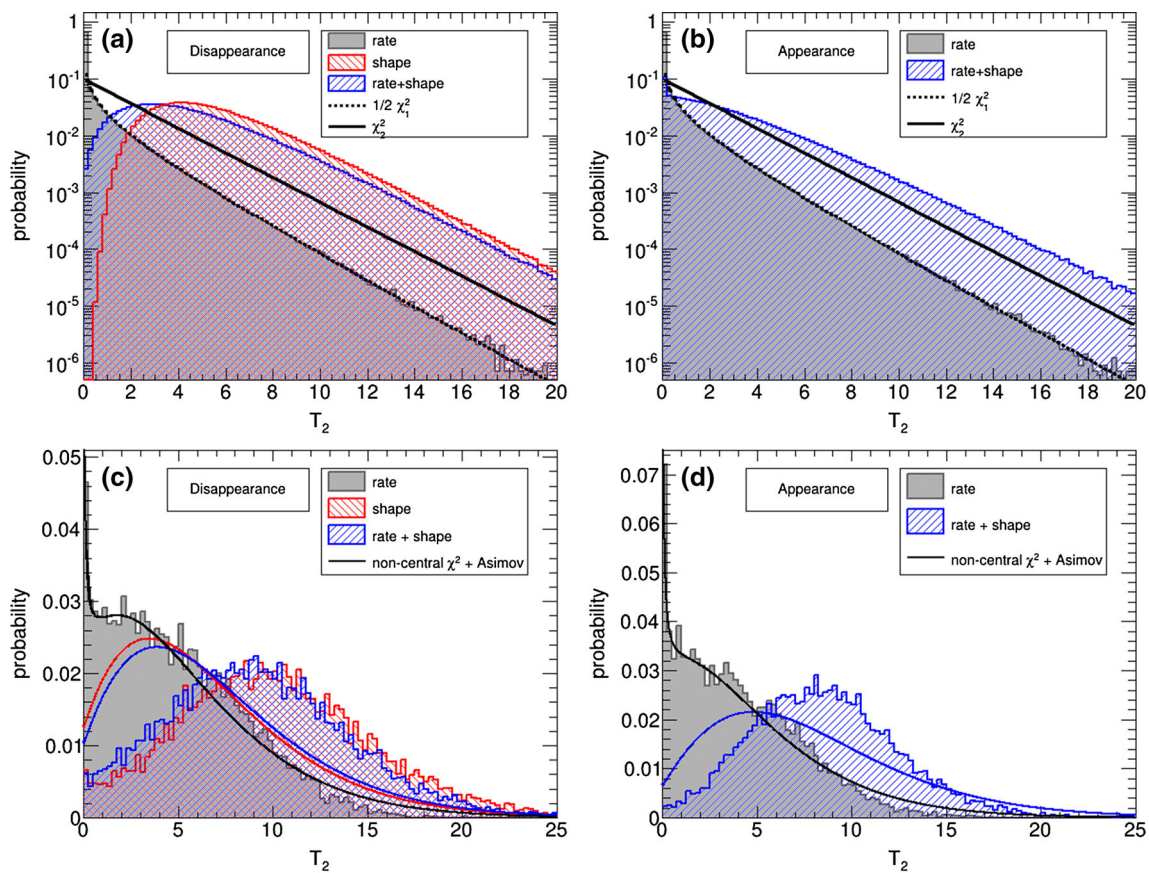 (a)
Disappearance
rate
shape
rate+shape
1/2 χ²₁
χ²₂
probability
1
10⁻¹
10⁻²
10⁻³
10⁻⁴
10⁻⁵
10⁻⁶
0 2 4 6 8 10 12 14 16 18 20
T₂
(b)
Appearance
rate
rate+shape
1/2 χ²₁
χ²₂
probability
1
10⁻¹
10⁻²
10⁻³
10⁻⁴
10⁻⁵
10⁻⁶
0 2 4 6 8 10 12 14 16 18 20
T₂
(c)
Disappearance
rate
shape
rate + shape
non-central χ² + Asimov
probability
0.05
0.04
0.03
0.02
0.01
0
0 5 10 15 20 25
T₂
(d)
Appearance
rate
rate + shape
non-central χ² + Asimov
probability
0.07
0.06
0.05
0.04
0.03
0.02
0.01
0
0 5 10 15 20 25
T₂